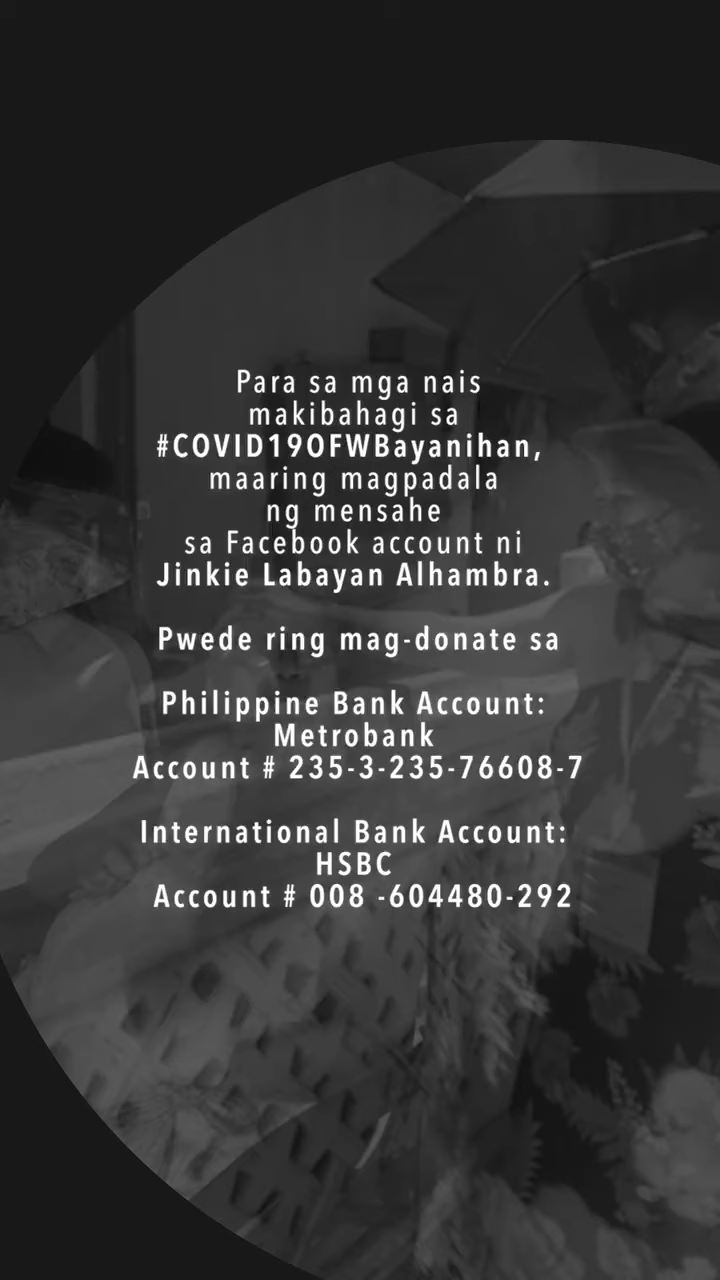 Para sa mga nais
makibahagi sa
#COVID19OFWBayanihan,
maaring magpadala
ng mensahe
sa Facebook account ni
Jinkie Labayan Alhambra.
Pwede ring mag-donate sa
Philippine Bank Account:
Metrobank
Account # 235-3-235-76608-7
International Bank Account:
HSBC
Account # 008 -604480-292